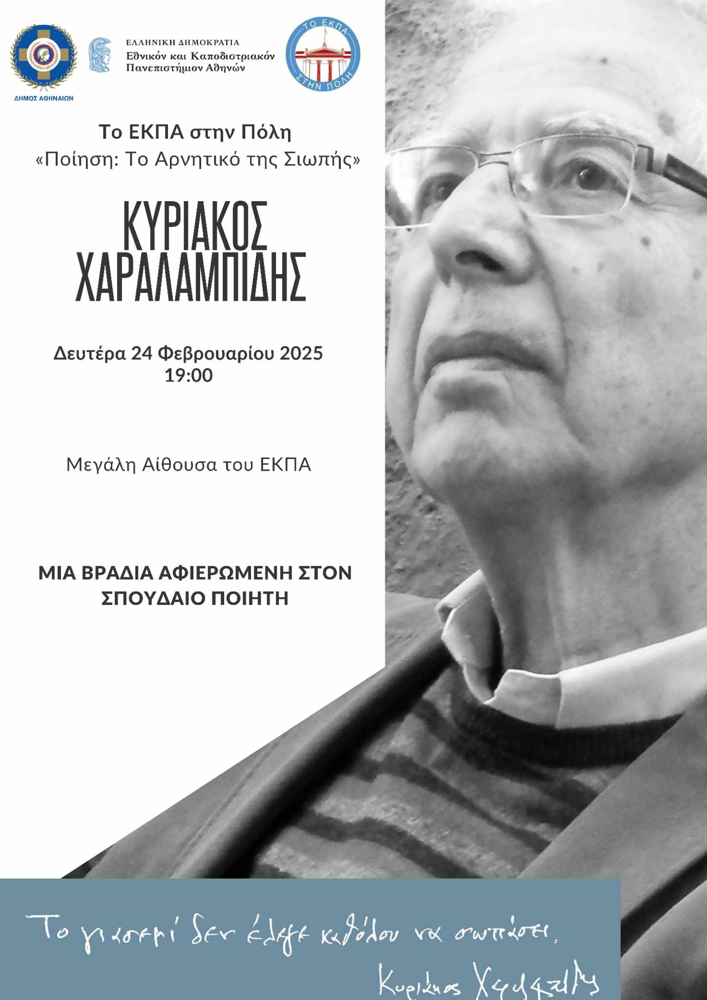 ΔΗΜΟΣ ΑΘΗΝΑΙΩΝ
ΕΛΛΗΝΙΚΗ ΔΗΜΟΚΡΑΤΙΑ
Εθνικόν και Καποδιστριακόν
Πανεπιστήμιον Αθηνών
ΤΟ ΕΚΠΑ
ΣΤΗΝ ΠΟΛΗ
Το ΕΚΠΑ στην Πόλη
«Ποίηση: Το Αρνητικό της Σιωπής»
ΚΥΡΙΑΚΟΣ
ΧΑΡΑΛΑΜΠΙΔΗΣ
Δευτέρα 24 Φεβρουαρίου 2025
19:00
Μεγάλη Αίθουσα του ΕΚΠΑ
ΜΙΑ ΒΡΑΔΙΑ ΑΦΙΕΡΩΜΕΝΗ ΣΤΟΝ
ΣΠΟΥΔΑΙΟ ΠΟΙΗΤΗ
Το γιασεμί δεν έλεγε καθόλου να σωπάσει.
Κυριάκος Χαραλαμπίδης